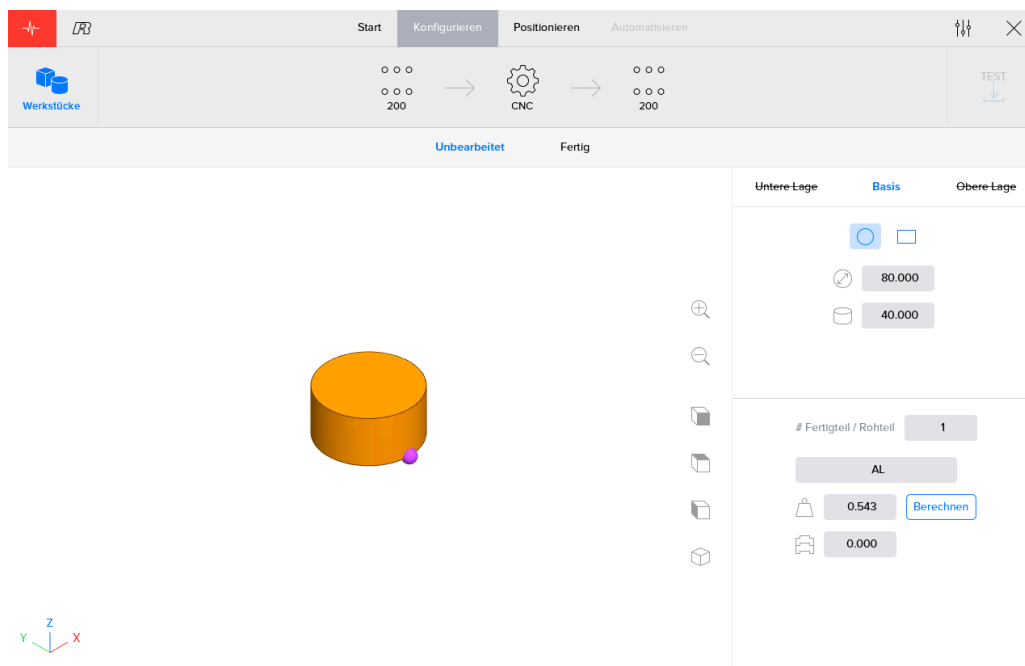 Start Konfigurieren Positionieren Automatisieren
Werkstücke
200 CNC 200
TEST
Unbearbeitet Fertig
Untere Lage Basis Obere Lage
80.000
40.000
# Fertigteil / Rohteil 1
AL
0.543 Berechnen
0.000
Z
Y X